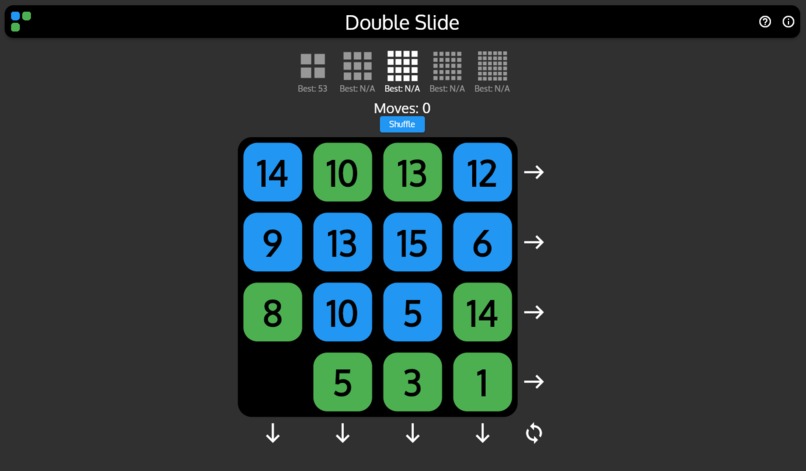 Double Slide
Best: 53 Best: N/A Best: N/A Best: N/A Best: N/A
Moves: 0
Shuffle
14 10 13 12
9 13 15 6
8 10 5 14
5 3 1